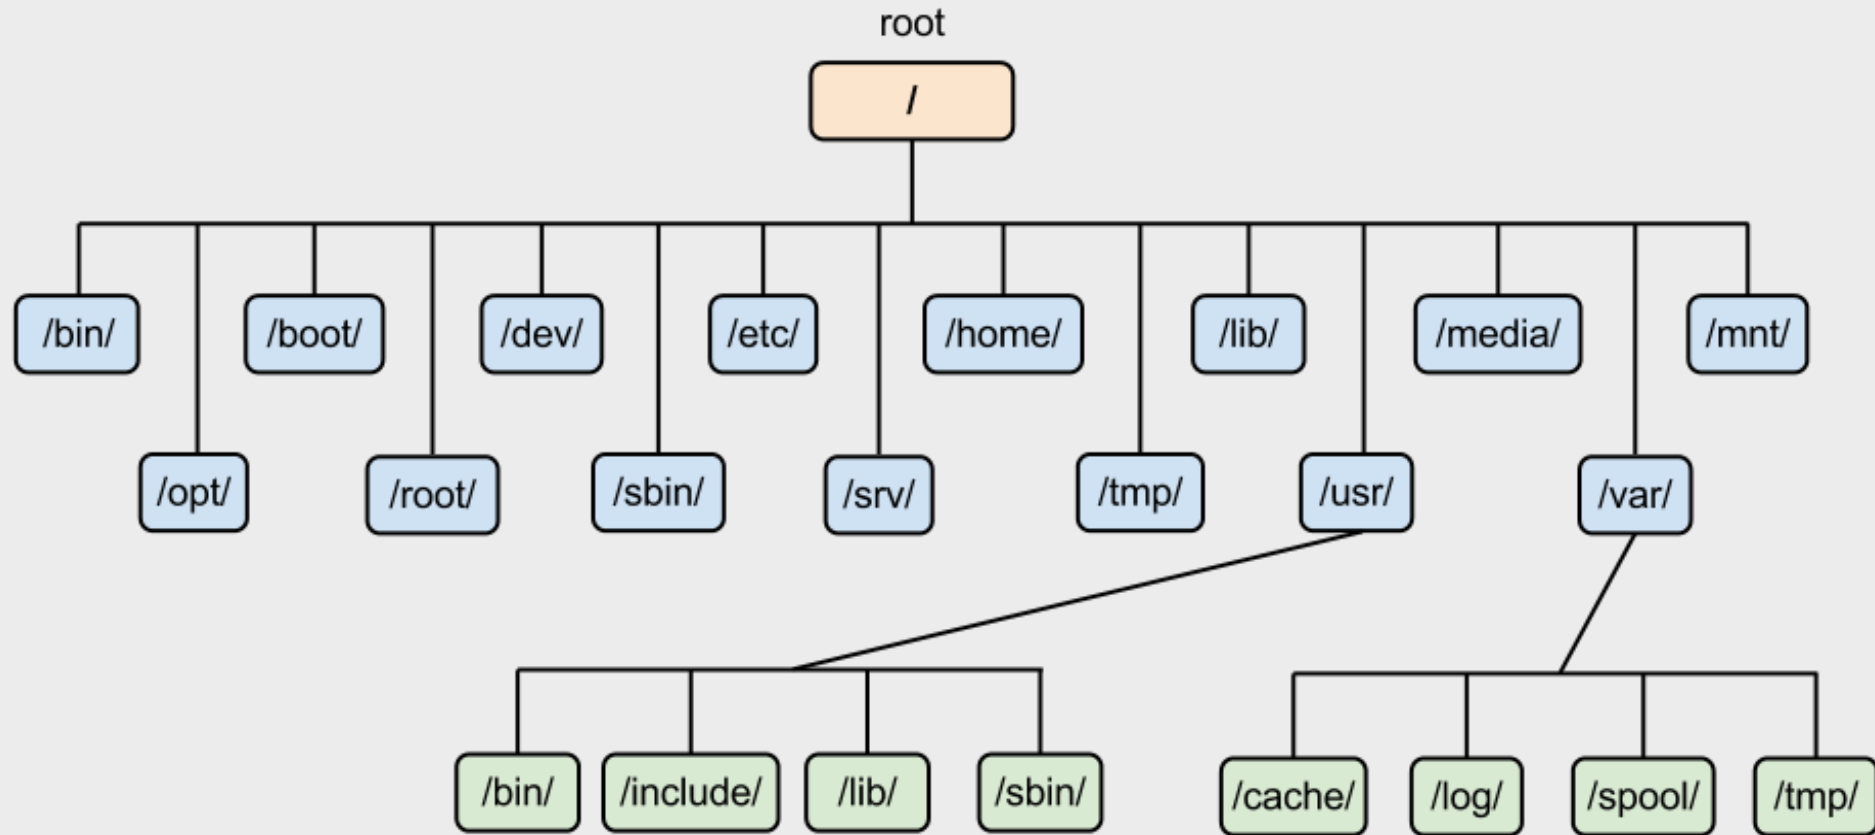 root
/
/bin/ /boot/ /dev/ /etc/ /home/ /lib/ /media/ /mnt/
/opt/ /root/ /sbin/ /srv/ /tmp/ /usr/ /var/
/bin/ /include/ /lib/ /sbin/ /cache/ /log/ /spool/ /tmp/